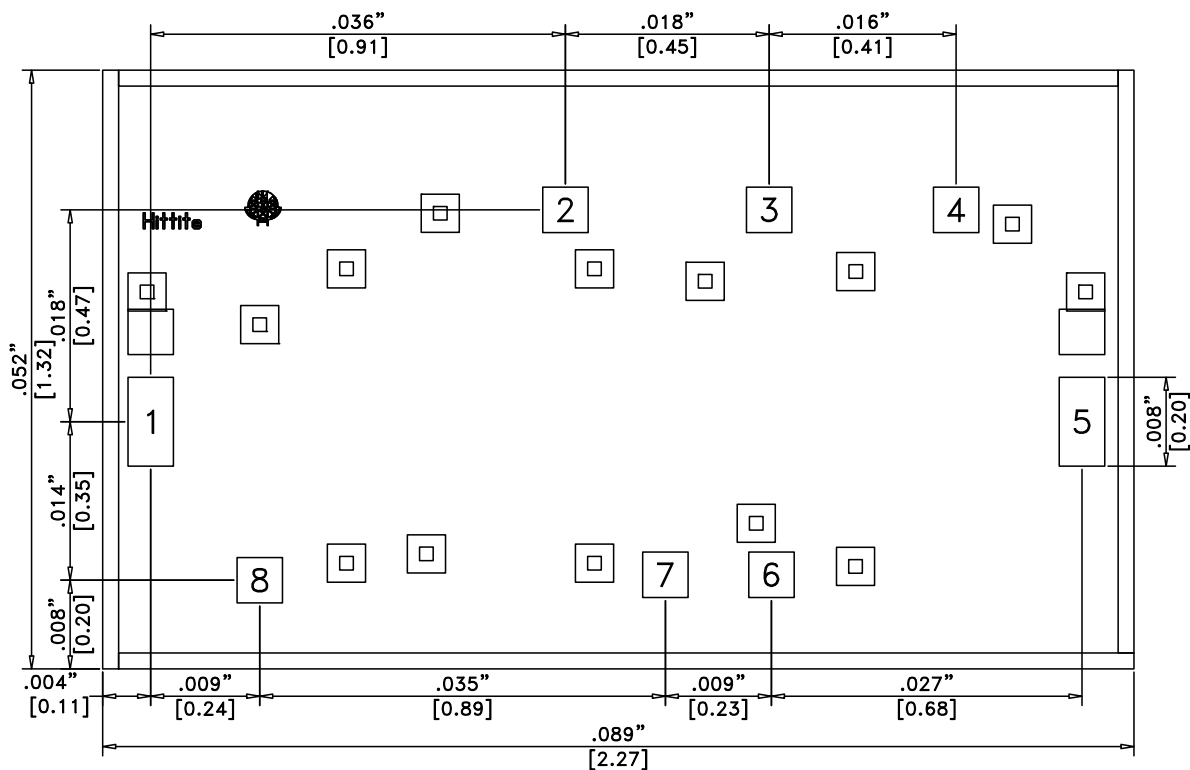 .036” .018” .016”
[0.91] [0.45] [0.41]
2 3 4
Hittite
.018”
[0.47]
.052”
[1.32]
1 5
.008”
[0.20]
.014”
[0.35]
8 7 6
.008”
[0.20]
.004” .009” .035” .009” .027”
[0.11] [0.24] [0.89] [0.23] [0.68]
.089”
[2.27]